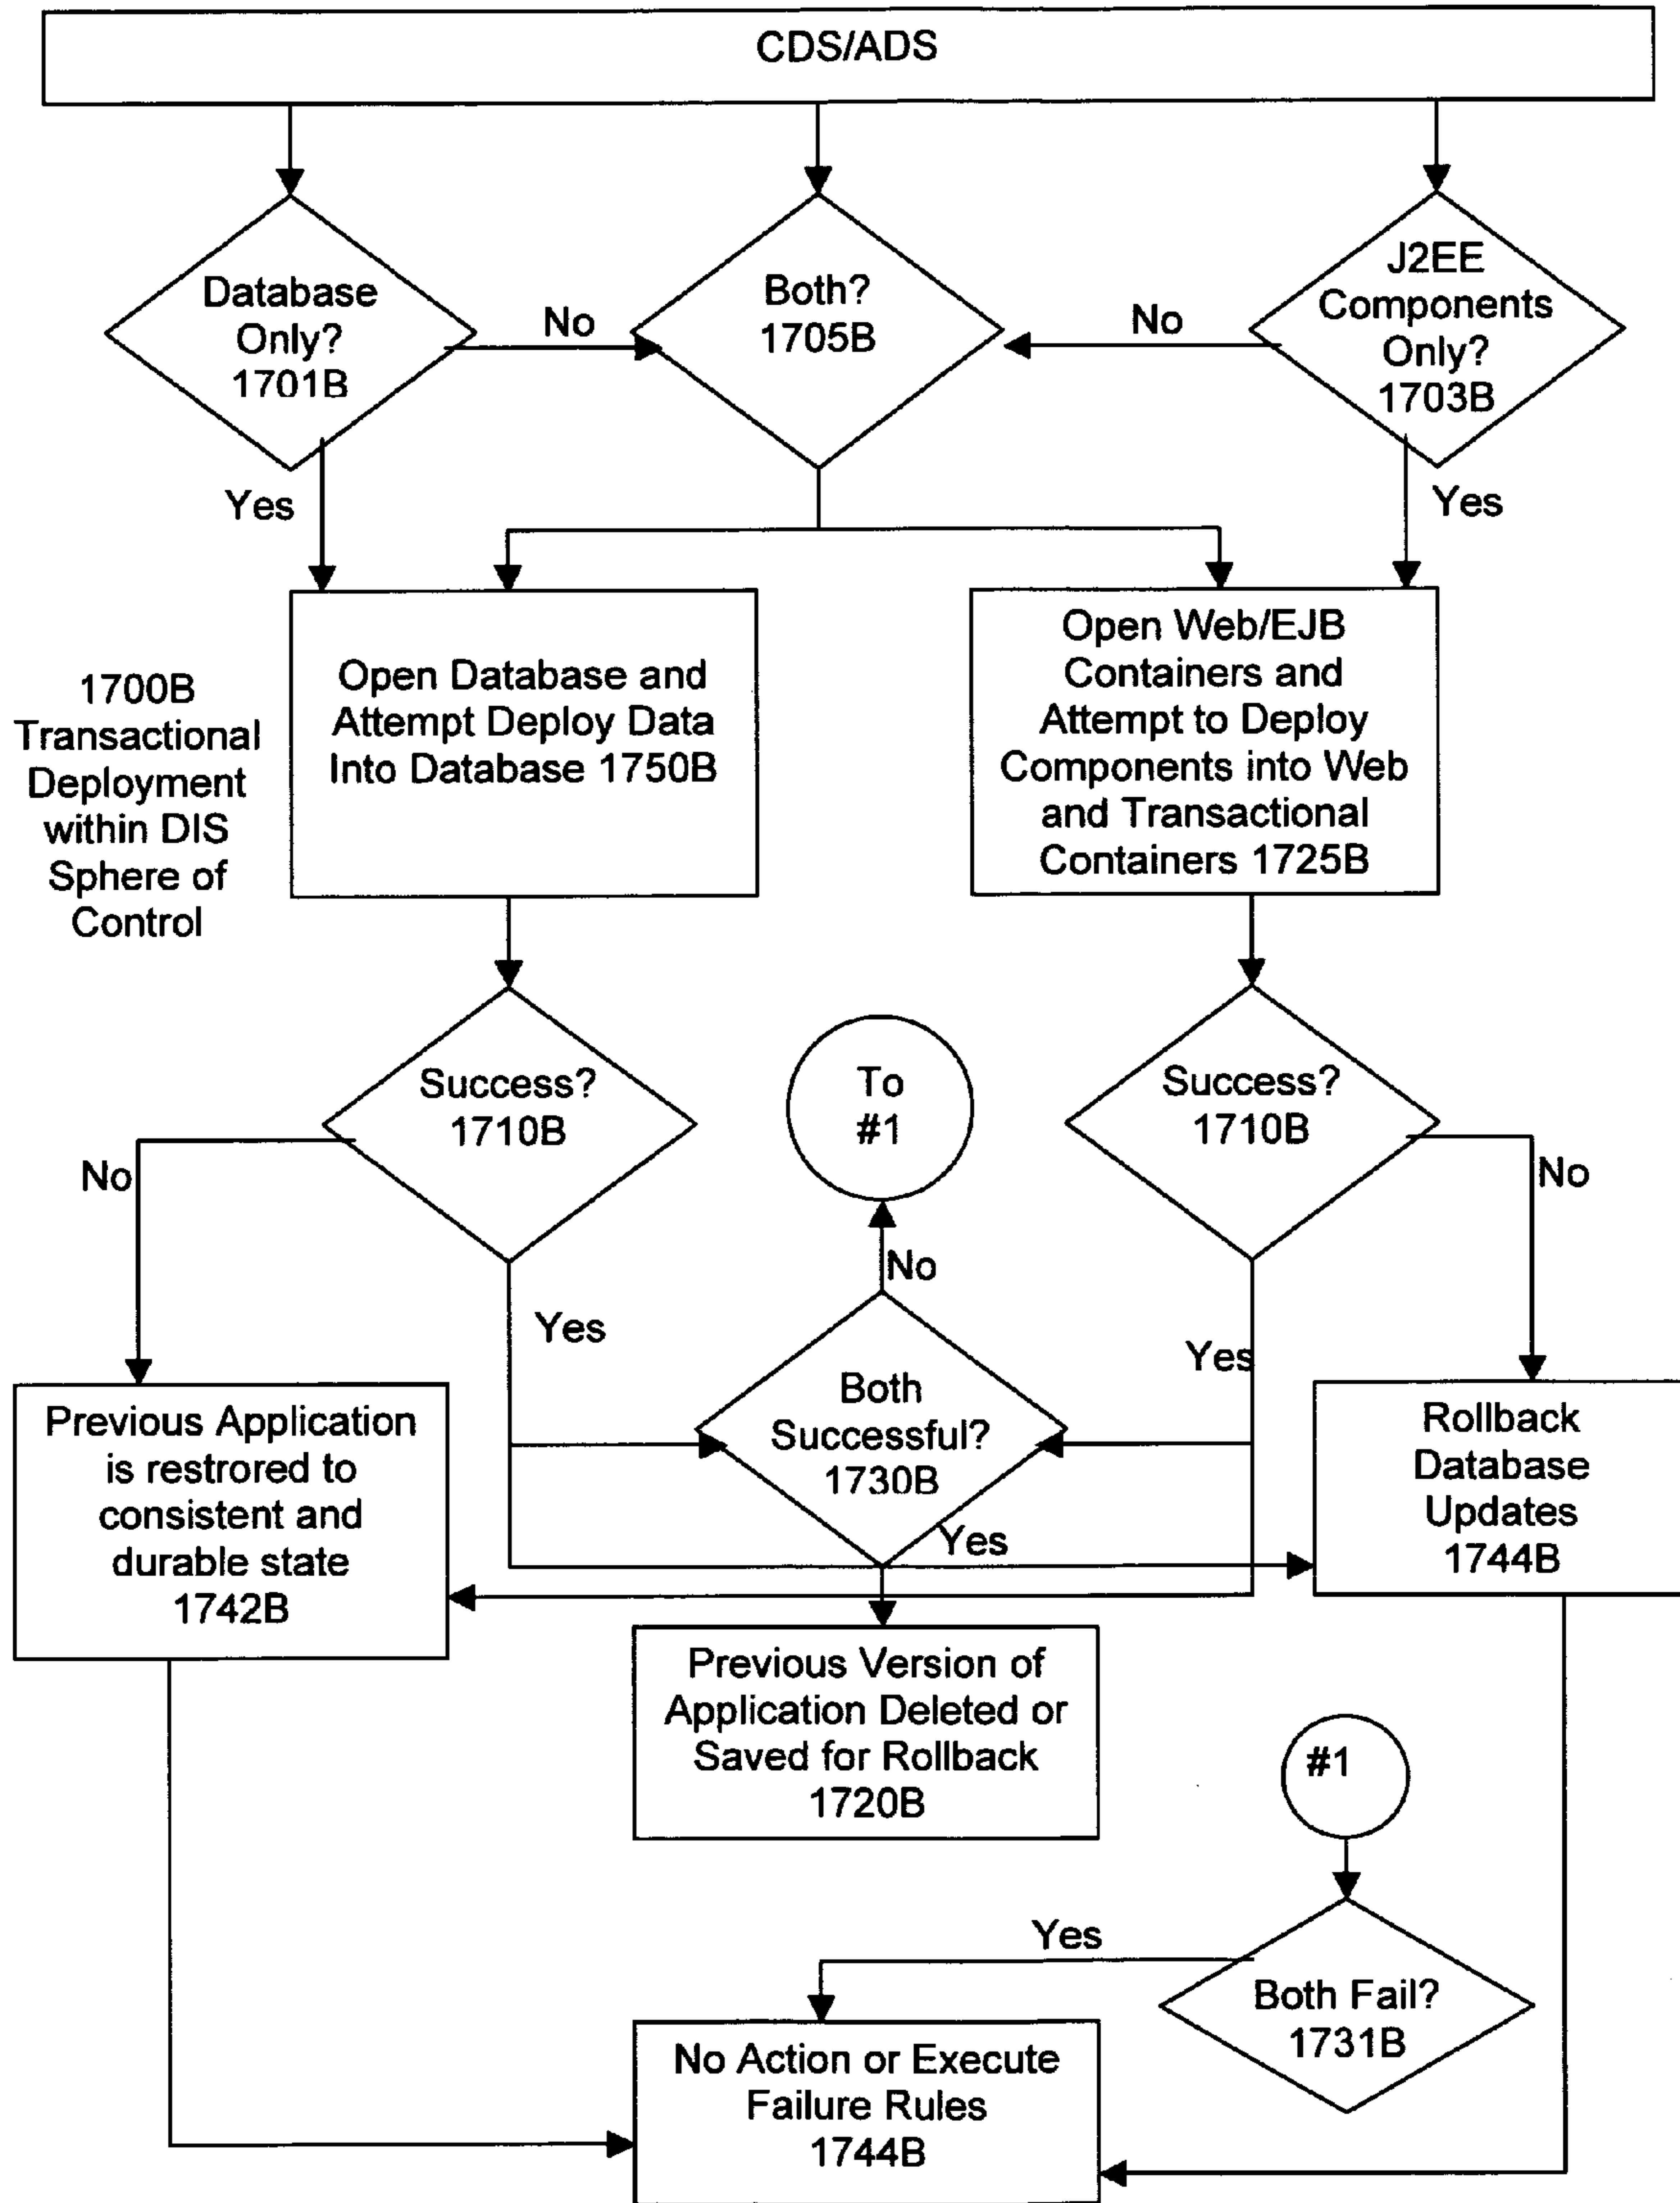 CDS/ADS
Database
Only?
1701B
No
Both?
1705B
No
J2EE
Components
Only?
1703B
Yes
Yes
1700B
Transactional
Deployment
within DIS
Sphere of
Control
Open Database and
Attempt Deploy Data
Into Database 1750B
Open Web/EJB
Containers and
Attempt to Deploy
Components into Web
and Transactional
Containers 1725B
Success?
1710B
To
#1
Success?
1710B
No
No
No
Yes
Yes
Both
Successful?
1730B
Yes
Previous Application
is restrored to
consistent and
durable state
1742B
Rollback
Database
Updates
1744B
Previous Version of
Application Deleted or
Saved for Rollback
1720B
#1
Yes
Both Fail?
1731B
No Action or Execute
Failure Rules
1744B